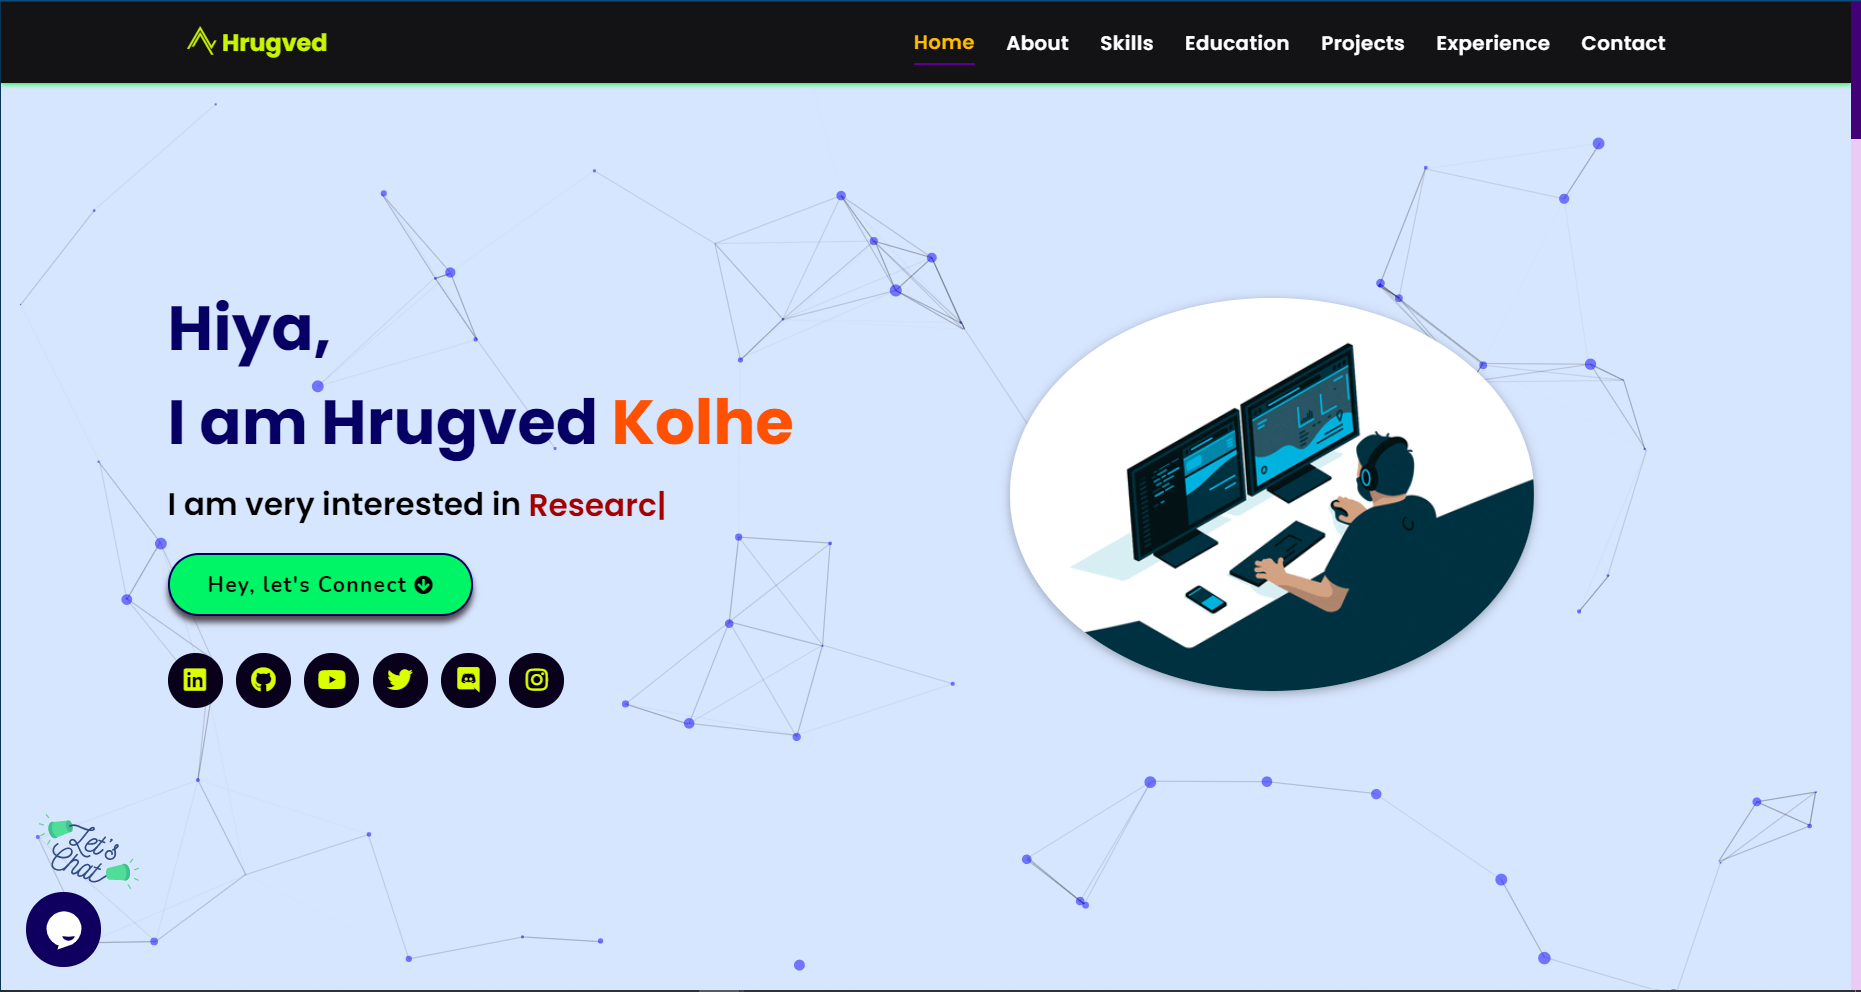 Hrugved
Home About Skills Education Projects Experience Contact
Hiya,
I am Hrugved Kolhe
I am very interested in Researc|
Hey, let's Connect
Let's
Chat